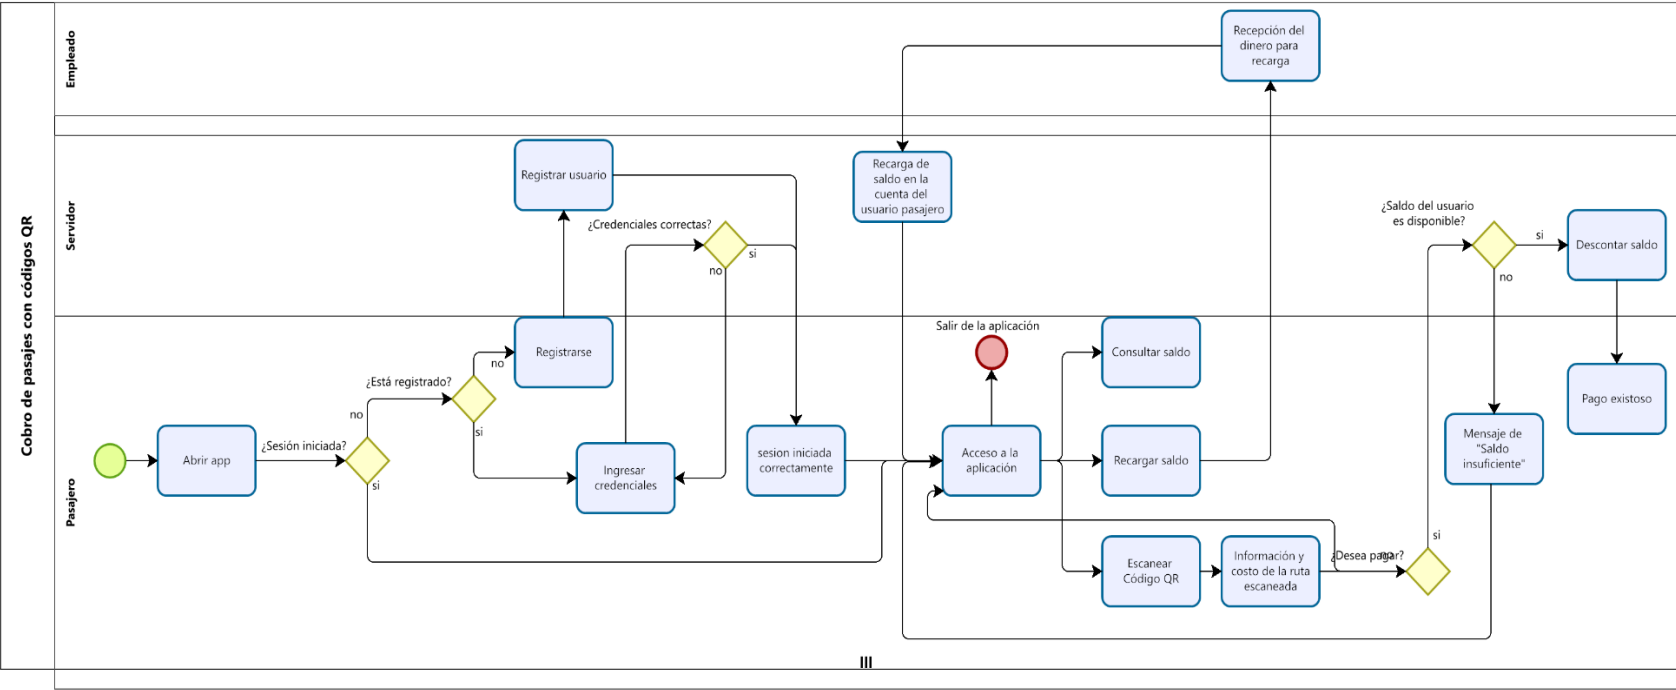 Cobro de pasajes con códigos QR
Empleado
Recepción del
dinero para
recarga
Servidor
Registrar usuario
¿Credenciales correctas?
si
no
Recarga de
saldo en la
cuenta del
usuario pasajero
¿Saldo del usuario
es disponible?
si
no
Descontar saldo
Pasajero
Abrir app
¿Sesión iniciada?
no
si
¿Está registrado?
no
si
Registrarse
Ingresar
credenciales
sesion iniciada
correctamente
Salir de la aplicación
Acceso a la
aplicación
Consultar saldo
Recargar saldo
Escanear
Código QR
Información y
costo de la ruta
escaneada
¿Desea pagar?
no
si
Mensaje de
"Saldo
insuficiente"
Pago existoso